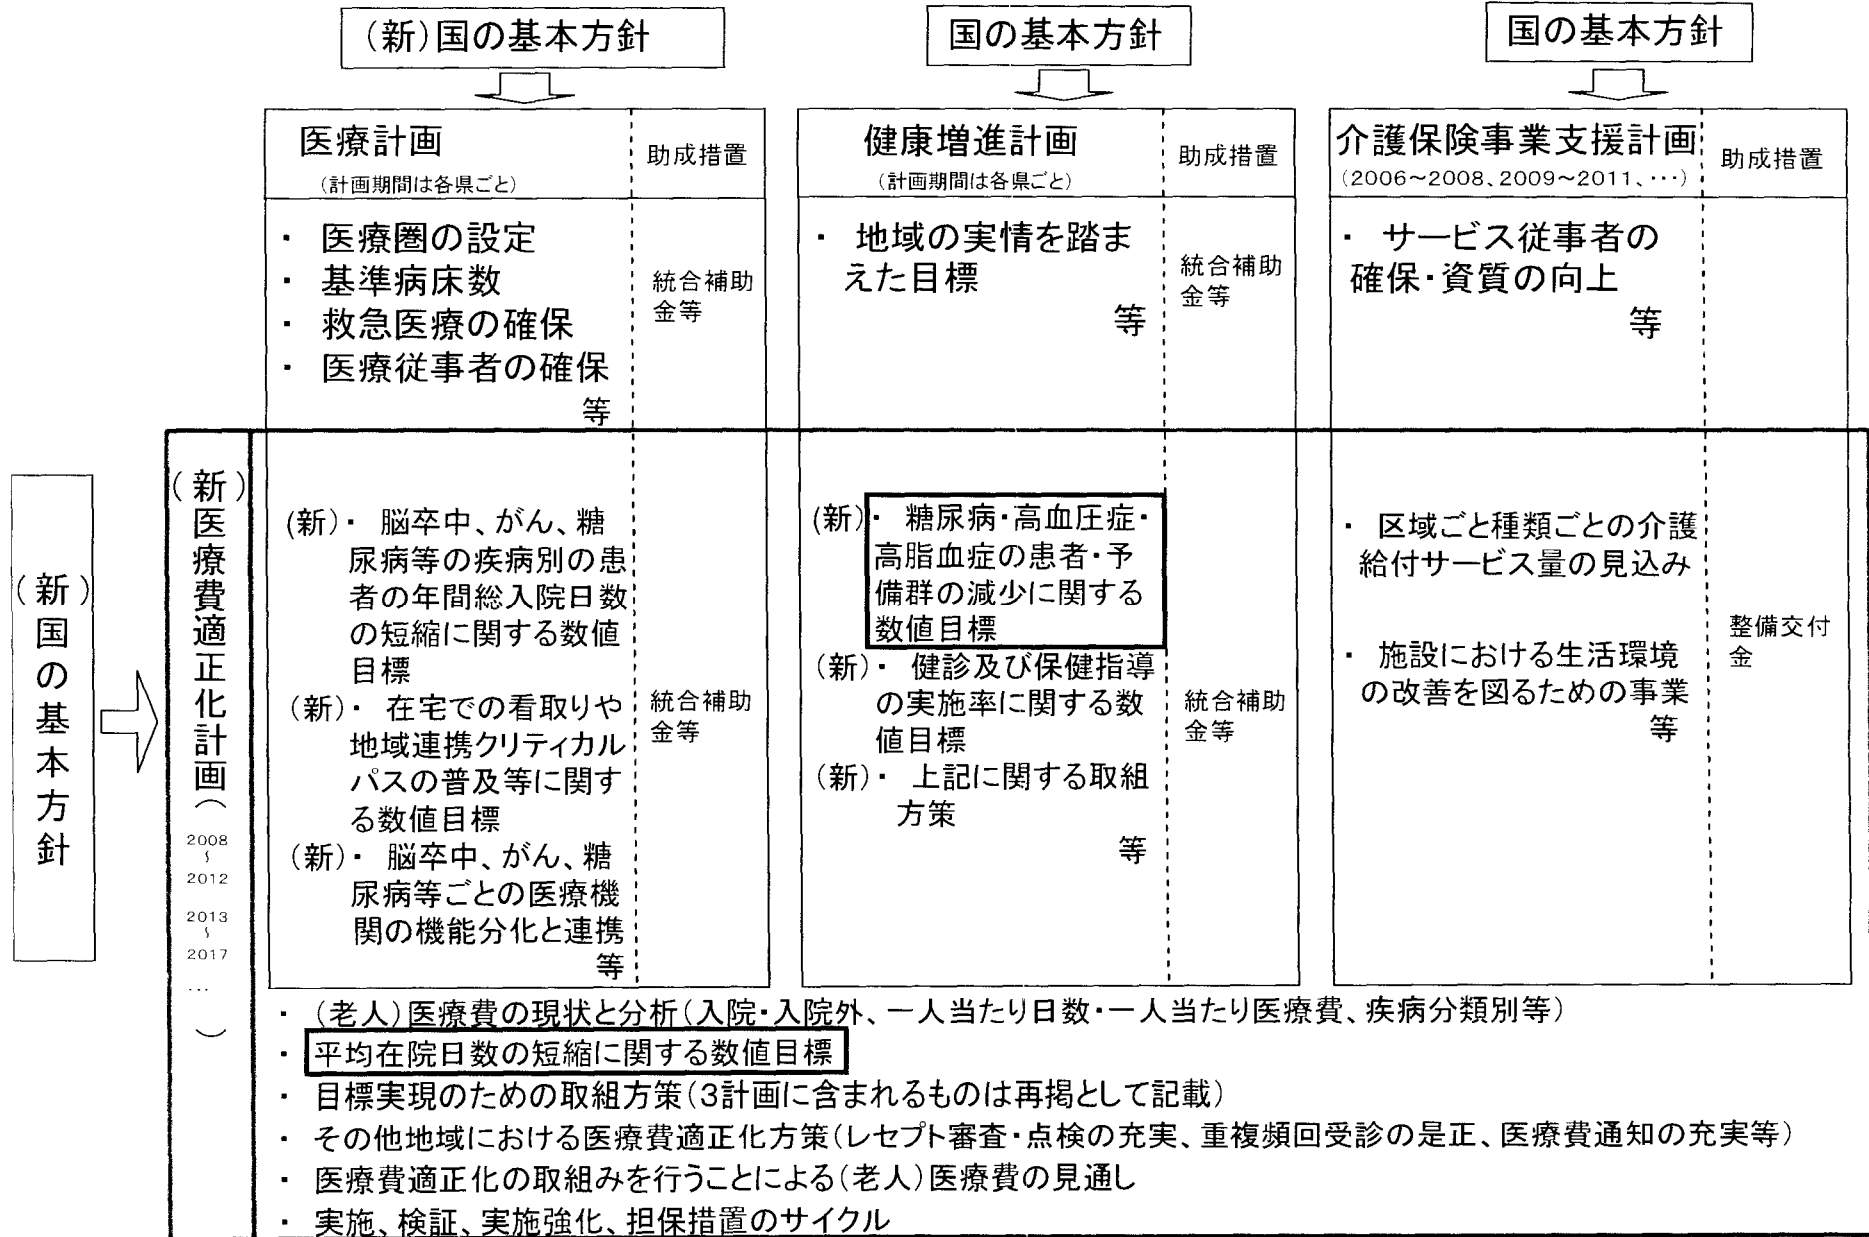 (新)国の基本方針
国の基本方針
国の基本方針
医療計画
(計画期間は各県ごと)
助成措置
・ 医療圏の設定
・ 基準病床数
・ 救急医療の確保
・ 医療従事者の確保
等
統合補助
金等
健康増進計画
(計画期間は各県ごと)
助成措置
・ 地域の実情を踏ま
えた目標
等
統合補助
金等
介護保険事業支援計画
(2006~2008、2009~2011、・・・)
助成措置
・ サービス従事者の
確保・資質の向上
等
(新)国の基本方針
(新)医療費適正化計画(
2008
~
2012
2013
~
2017
...
)
(新)・ 脳卒中、がん、糖
尿病等の疾病別の患
者の年間総入院日数
の短縮に関する数値
目標
(新)・ 在宅での看取りや
地域連携クリティカル
パスの普及等に関す
る数値目標
(新)・ 脳卒中、がん、糖
尿病等ごとの医療機
関の機能分化と連携
等
統合補助
金等
(新)・ 糖尿病・高血圧症・
高脂血症の患者・予
備群の減少に関する
数値目標
(新)・ 健診及び保健指導
の実施率に関する数
値目標
(新)・ 上記に関する取組
方策
等
統合補助
金等
・ 区域ごと種類ごとの介護
給付サービス量の見込み
・ 施設における生活環境
の改善を図るための事業
等
整備交付
金
・ (老人)医療費の現状と分析(入院・入院外、一人当たり日数・一人当たり医療費、疾病分類別等)
・ 平均在院日数の短縮に関する数値目標
・ 目標実現のための取組方策(3計画に含まれるものは再掲として記載)
・ その他地域における医療費適正化方策(レセプト審査・点検の充実、重複頻回受診の是正、医療費通知の充実等)
・ 医療費適正化の取組みを行うことによる(老人)医療費の見通し
・ 実施、検証、実施強化、担保措置のサイクル